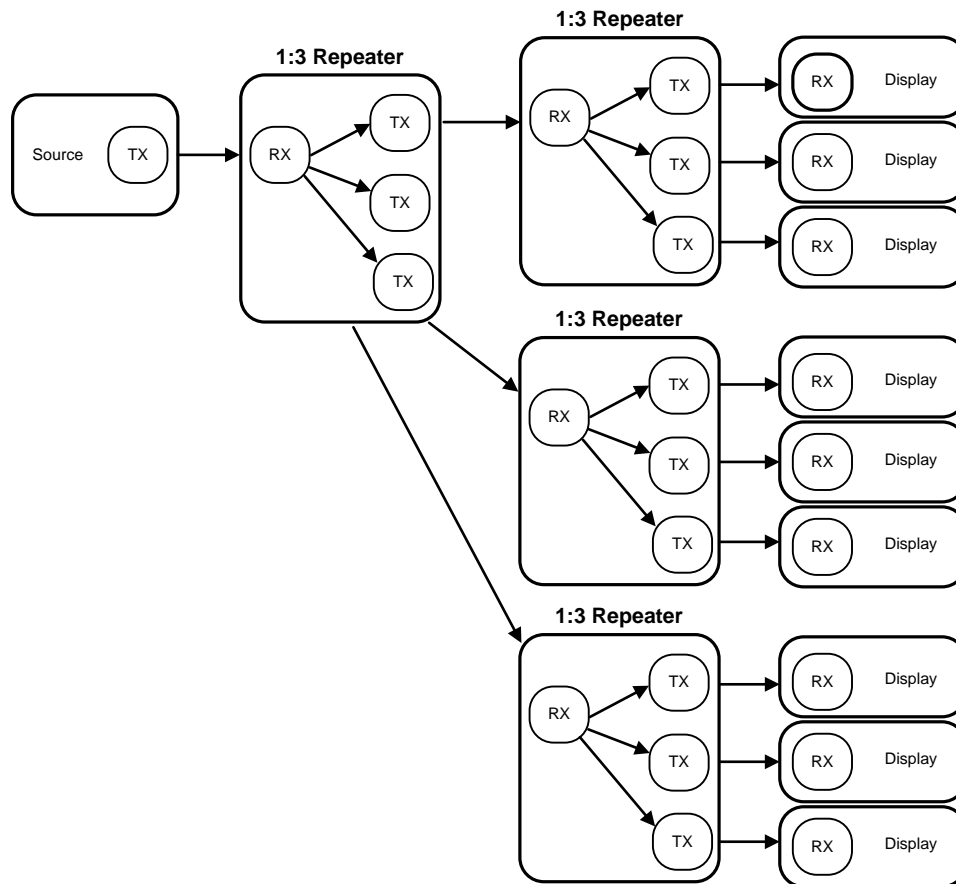 1:3 Repeater
1:3 Repeater
Source
TX
RX
TX
TX
TX
RX
TX
TX
TX
RX
Display
RX
Display
RX
Display
1:3 Repeater
RX
TX
TX
TX
RX
Display
RX
Display
RX
Display
1:3 Repeater
RX
TX
TX
TX
RX
Display
RX
Display
RX
Display